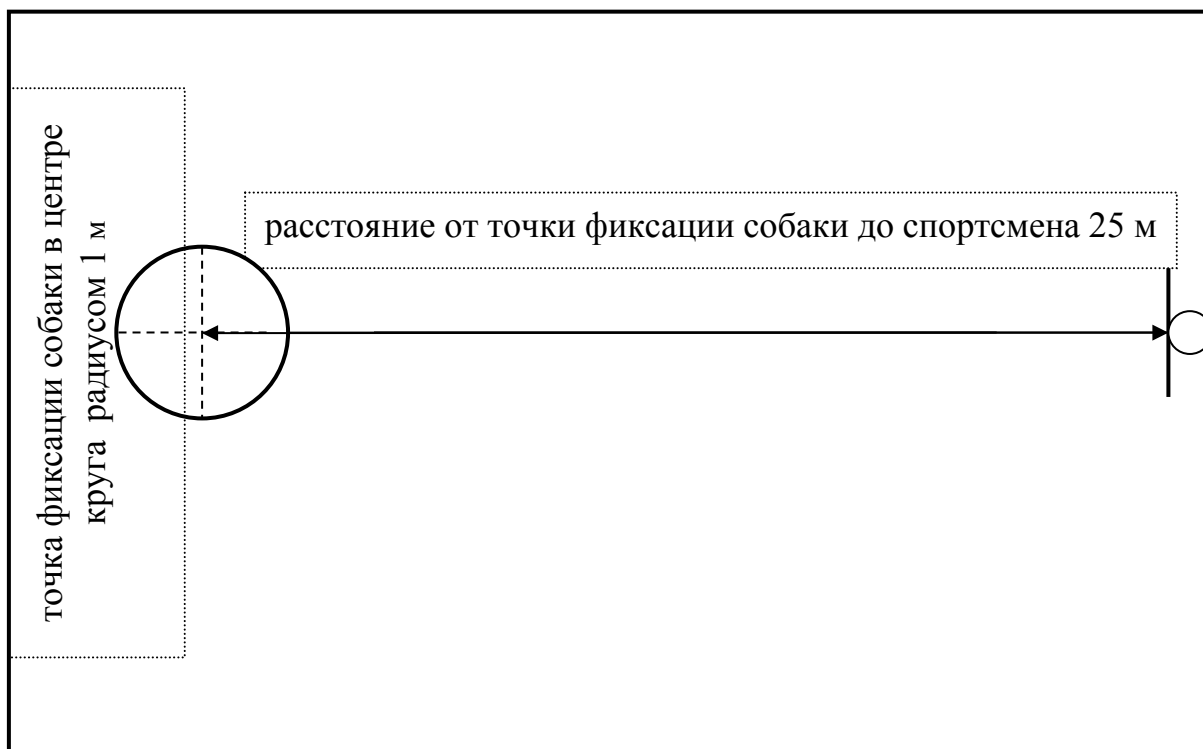 точка фиксации собаки в центре
круга радиусом 1 м
расстояние от точки фиксации собаки до спортсмена 25 м